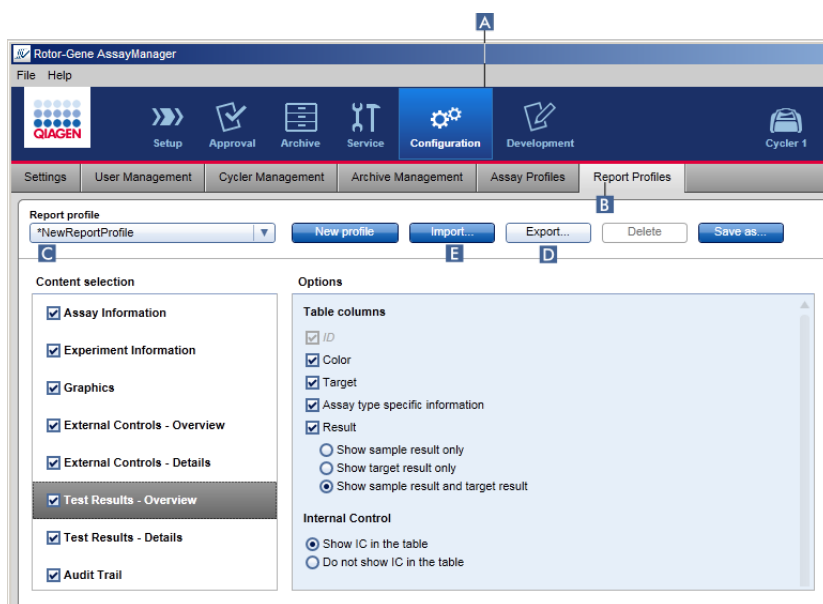 A
Rotor-Gene AssayManager
File Help
QIAGEN
Setup
Approval
Archive
Service
Configuration
Development
Cycler 1
Settings
User Management
Cycler Management
Archive Management
Assay Profiles
Report Profiles
B
Report profile
*NewReportProfile
New profile
Import...
Export...
Delete
Save as...
C
E
D
Content selection
Assay Information
Experiment Information
Graphics
External Controls - Overview
External Controls - Details
Test Results - Overview
Test Results - Details
Audit Trail
Options
Table columns
ID
Color
Target
Assay type specific information
Result
Show sample result only
Show target result only
Show sample result and target result
Internal Control
Show IC in the table
Do not show IC in the table